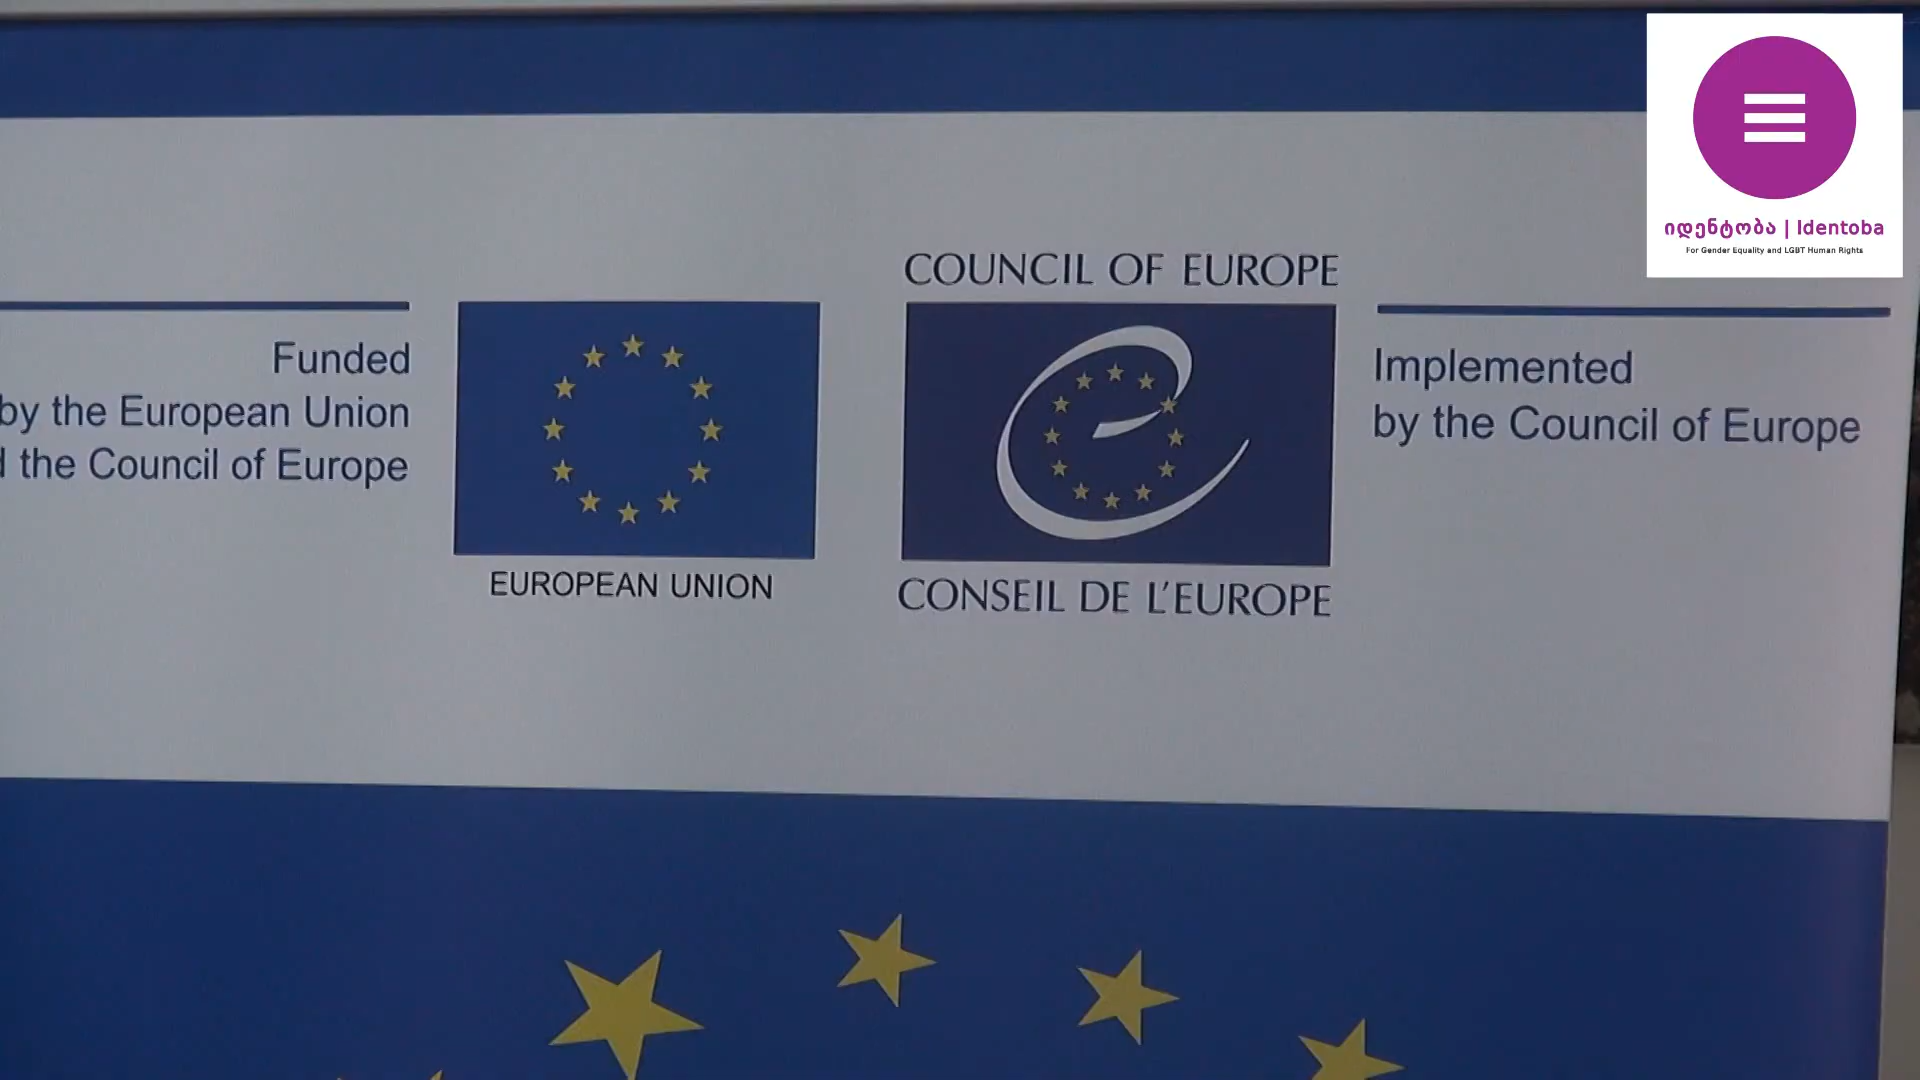 იდენტობა | Identoba
For Gender Equality and LGBT Human Rights
Funded
by the European Union
the Council of Europe
EUROPEAN UNION
COUNCIL OF EUROPE
CONSEIL DE L'EUROPE
Implemented
by the Council of Europe